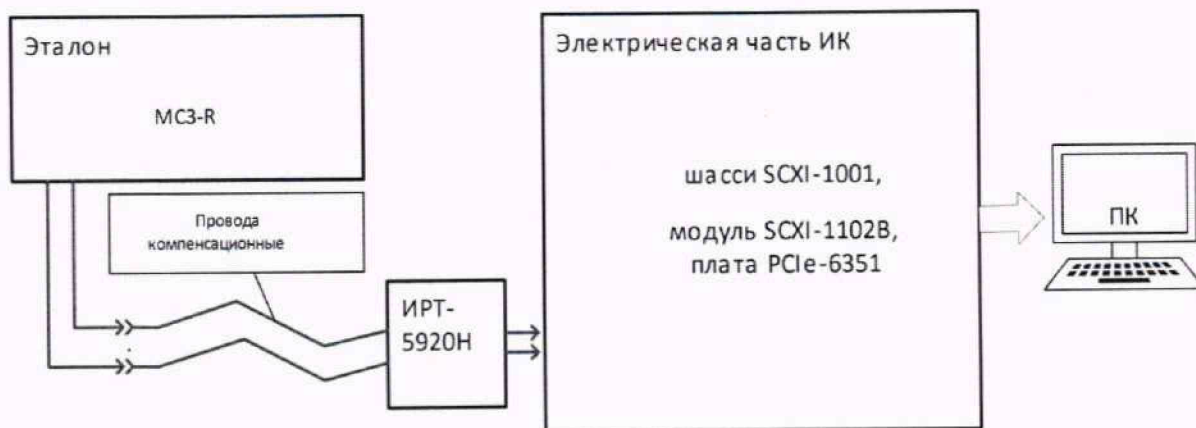 Эталон
МС3-R
Провода
компенсационные
ИРТ-
5920Н
Электрическая часть ИК
шасси SCXI-1001,
модуль SCXI-1102B,
плата PCIe-6351
ПК